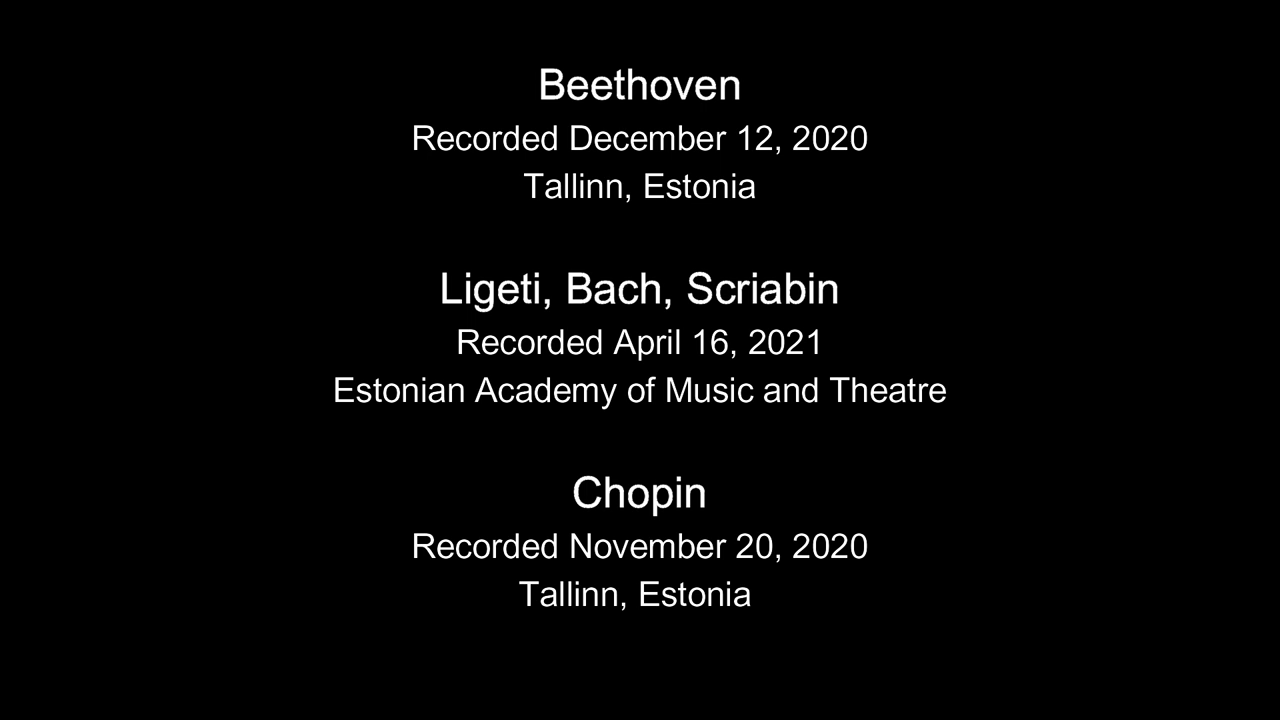 Beethoven
Recorded December 12, 2020
Tallinn, Estonia
Ligeti, Bach, Scriabin
Recorded April 16, 2021
Estonian Academy of Music and Theatre
Chopin
Recorded November 20, 2020
Tallinn, Estonia